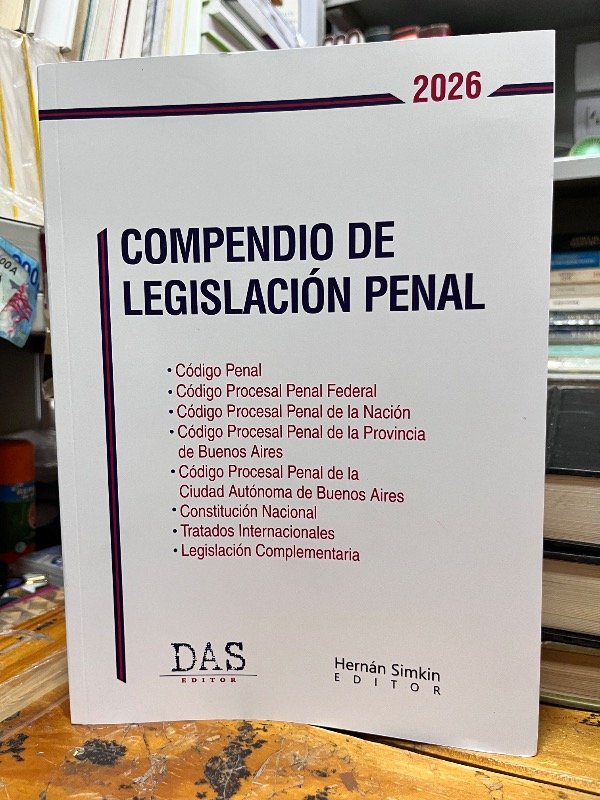 2026
COMPENDIO DE
LEGISLACIÓN PENAL
• Código Penal
• Código Procesal Penal Federal
• Código Procesal Penal de la Nación
• Código Procesal Penal de la Provincia
de Buenos Aires
• Código Procesal Penal de la
Ciudad Autónoma de Buenos Aires
• Constitución Nacional
• Tratados Internacionales
• Legislación Complementaria
DAS
EDITOR
Hernán Simkin
EDITOR